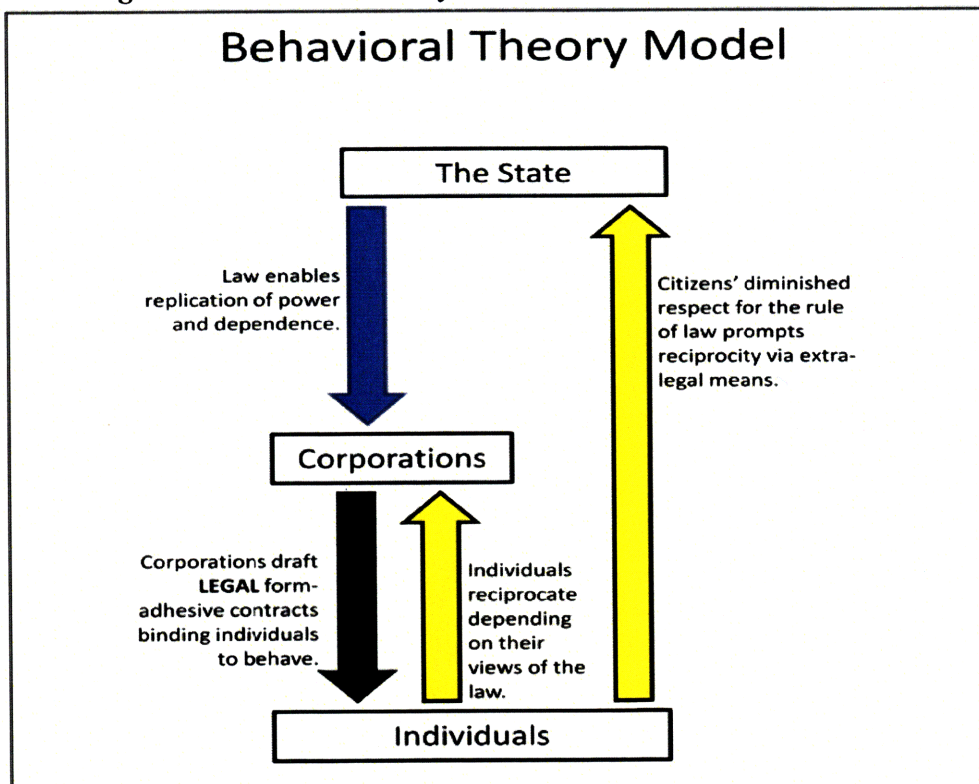 Behavioral Theory Model
The State
Law enables
replication of power
and dependence.
Citizens’ diminished
respect for the rule
of law prompts
reciprocity via extra-
legal means.
Corporations
Corporations draft
LEGAL form-
adhesive contracts
binding individuals
to behave.
Individuals
reciprocate
depending
on their
views of the
law.
Individuals